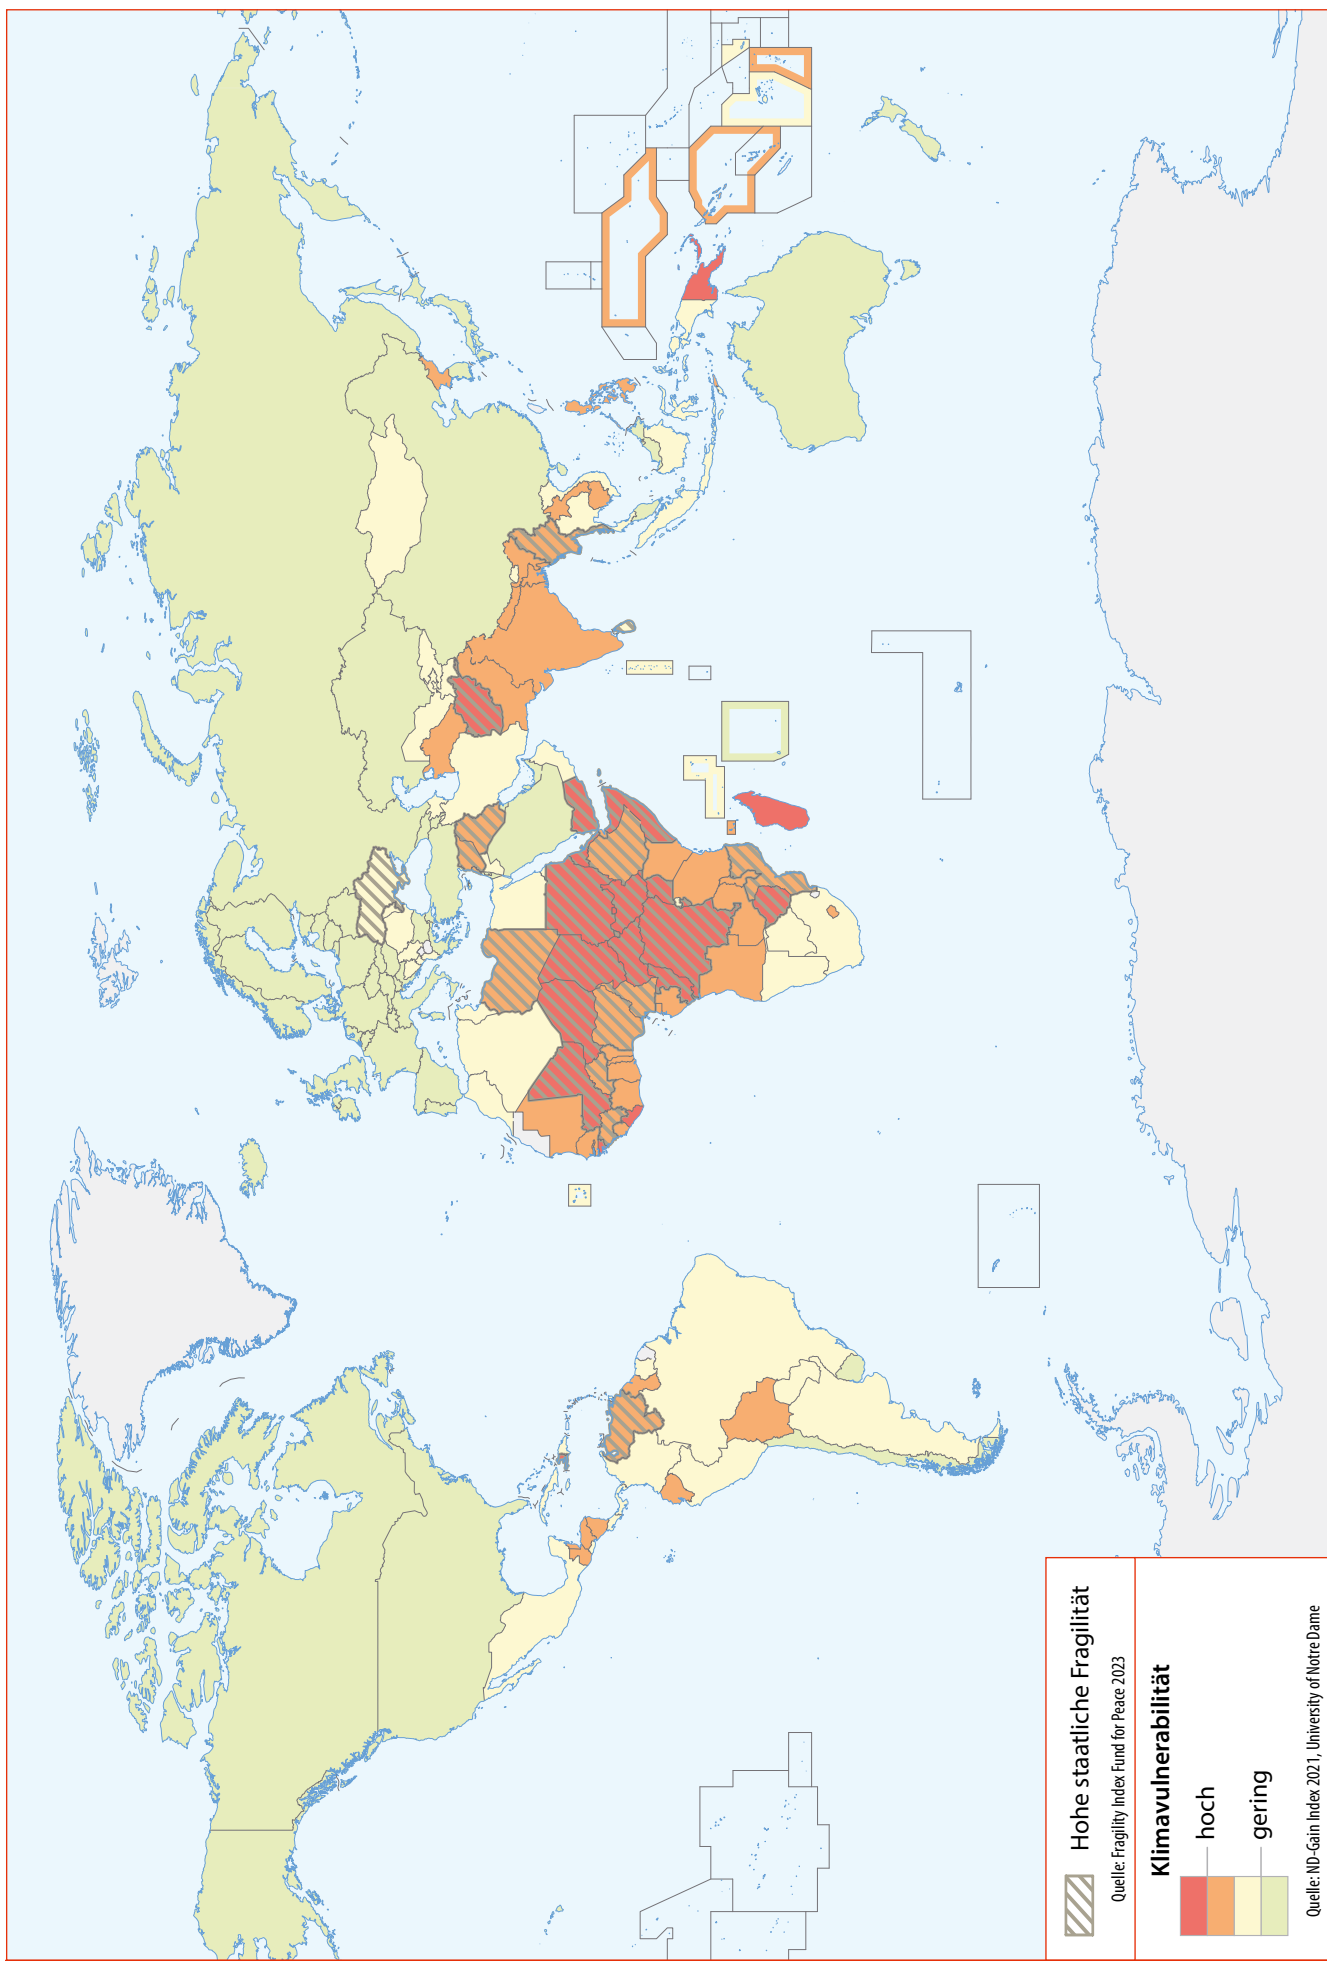 Hohe staatliche Fragilität
Quelle: Fragility Index Fund for Peace 2023
Klimavulnerabilität
hoch
gering
Quelle: ND-Gain Index 2021, University of Notre Dame